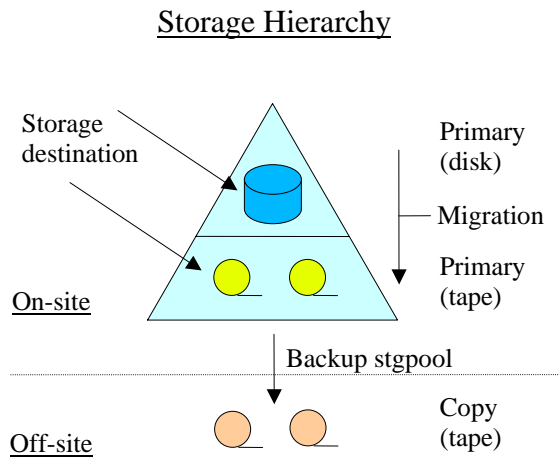 Storage Hierarchy
Storage
destination
Primary
(disk)
Migration
Primary
(tape)
On-site
Backup stgpool
Copy
(tape)
Off-site